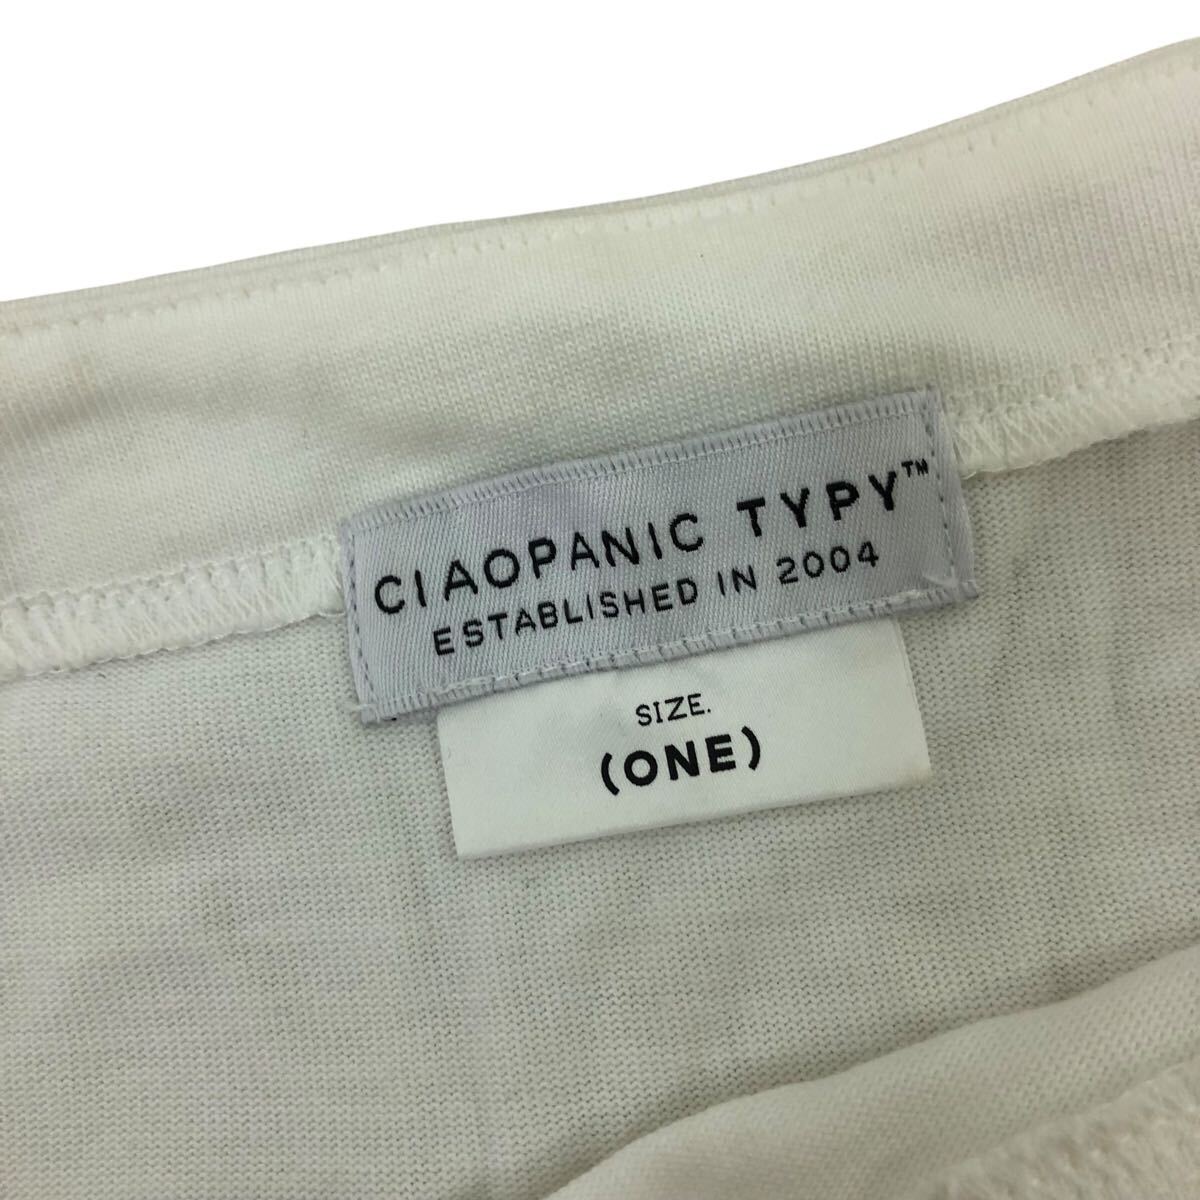 CIAOPANIC TYPY™
ESTABLISHED IN 2004
SIZE.
(ONE)